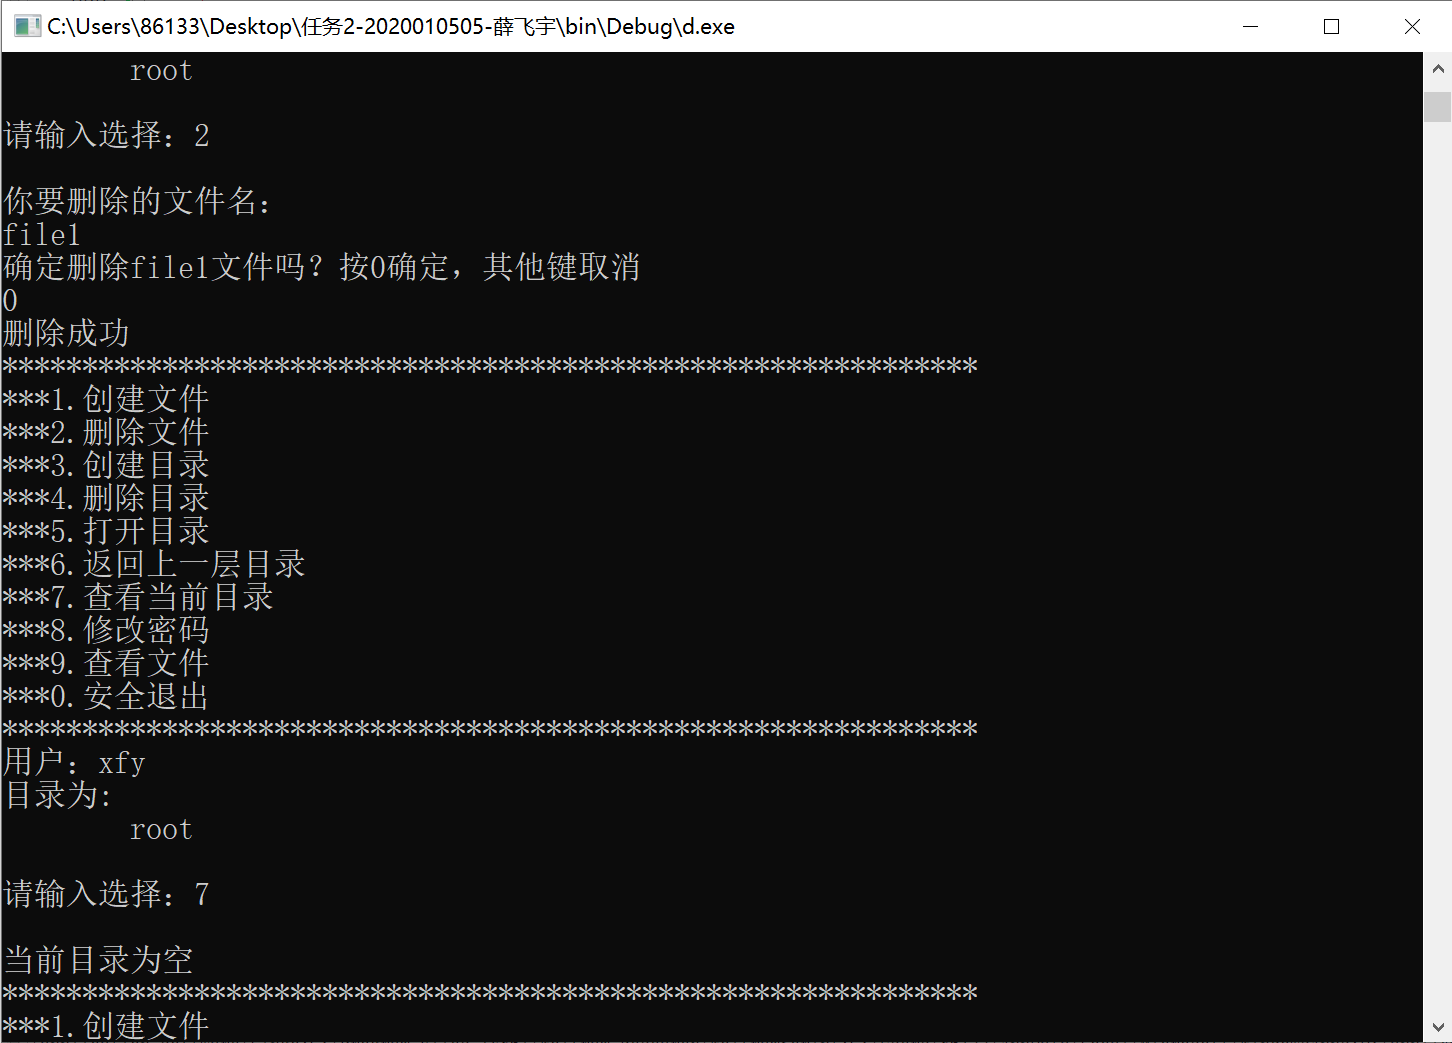 C:\Users\86133\Desktop\任务2-2020010505-薛飞宇\bin\Debug\d.exe
root
请输入选择：2
你要删除的文件名：
file1
确定删除file1文件吗？按0确定，其他键取消
0
删除成功
*************************************************************
***1.创建文件
***2.删除文件
***3.创建目录
***4.删除目录
***5.打开目录
***6.返回上一层目录
***7.查看当前目录
***8.修改密码
***9.查看文件
***0.安全退出
*************************************************************
用户：xfy
目录为:
root
请输入选择：7
当前目录为空
*************************************************************
***1.创建文件